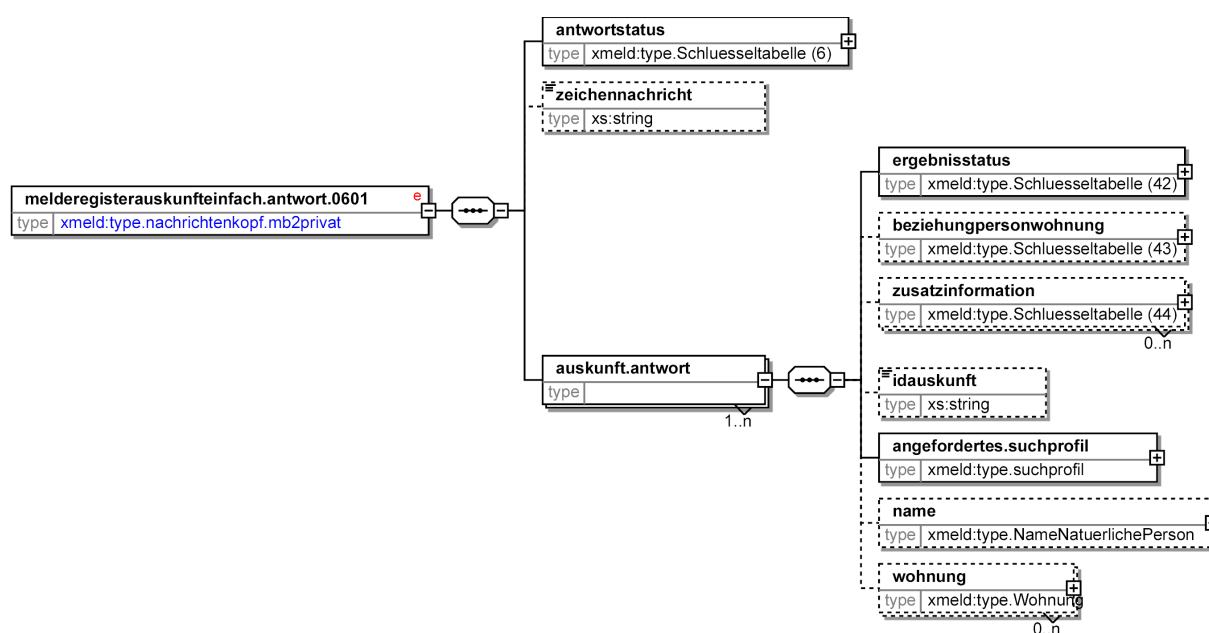 antwortstatus
type xmeld:type.Schluesseltabelle (6)
zeichennachricht
type xs:string
melderegisterauskunfteinfach.antwort.0601 e
type xmeld:type.nachrichtenkopf.mb2privat
auskunft.antwort
type
1..n
ergebnisstatus
type xmeld:type.Schluesseltabelle (42)
beziehungpersonwohnung
type xmeld:type.Schluesseltabelle (43)
zusatzinformation
type xmeld:type.Schluesseltabelle (44)
0..n
idauskunft
type xs:string
angefordertes.suchprofil
type xmeld:type.suchprofil
name
type xmeld:type.NameNatuerlichePerson
wohnung
type xmeld:type.Wohnung
0..n